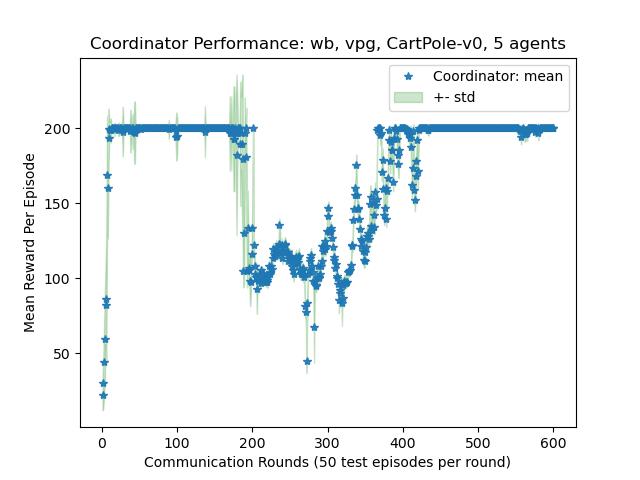 Coordinator Performance: wb, vpg, CartPole-v0, 5 agents
Coordinator: mean
+- std
Mean Reward Per Episode
200
150
100
50
0 100 200 300 400 500 600
Communication Rounds (50 test episodes per round)